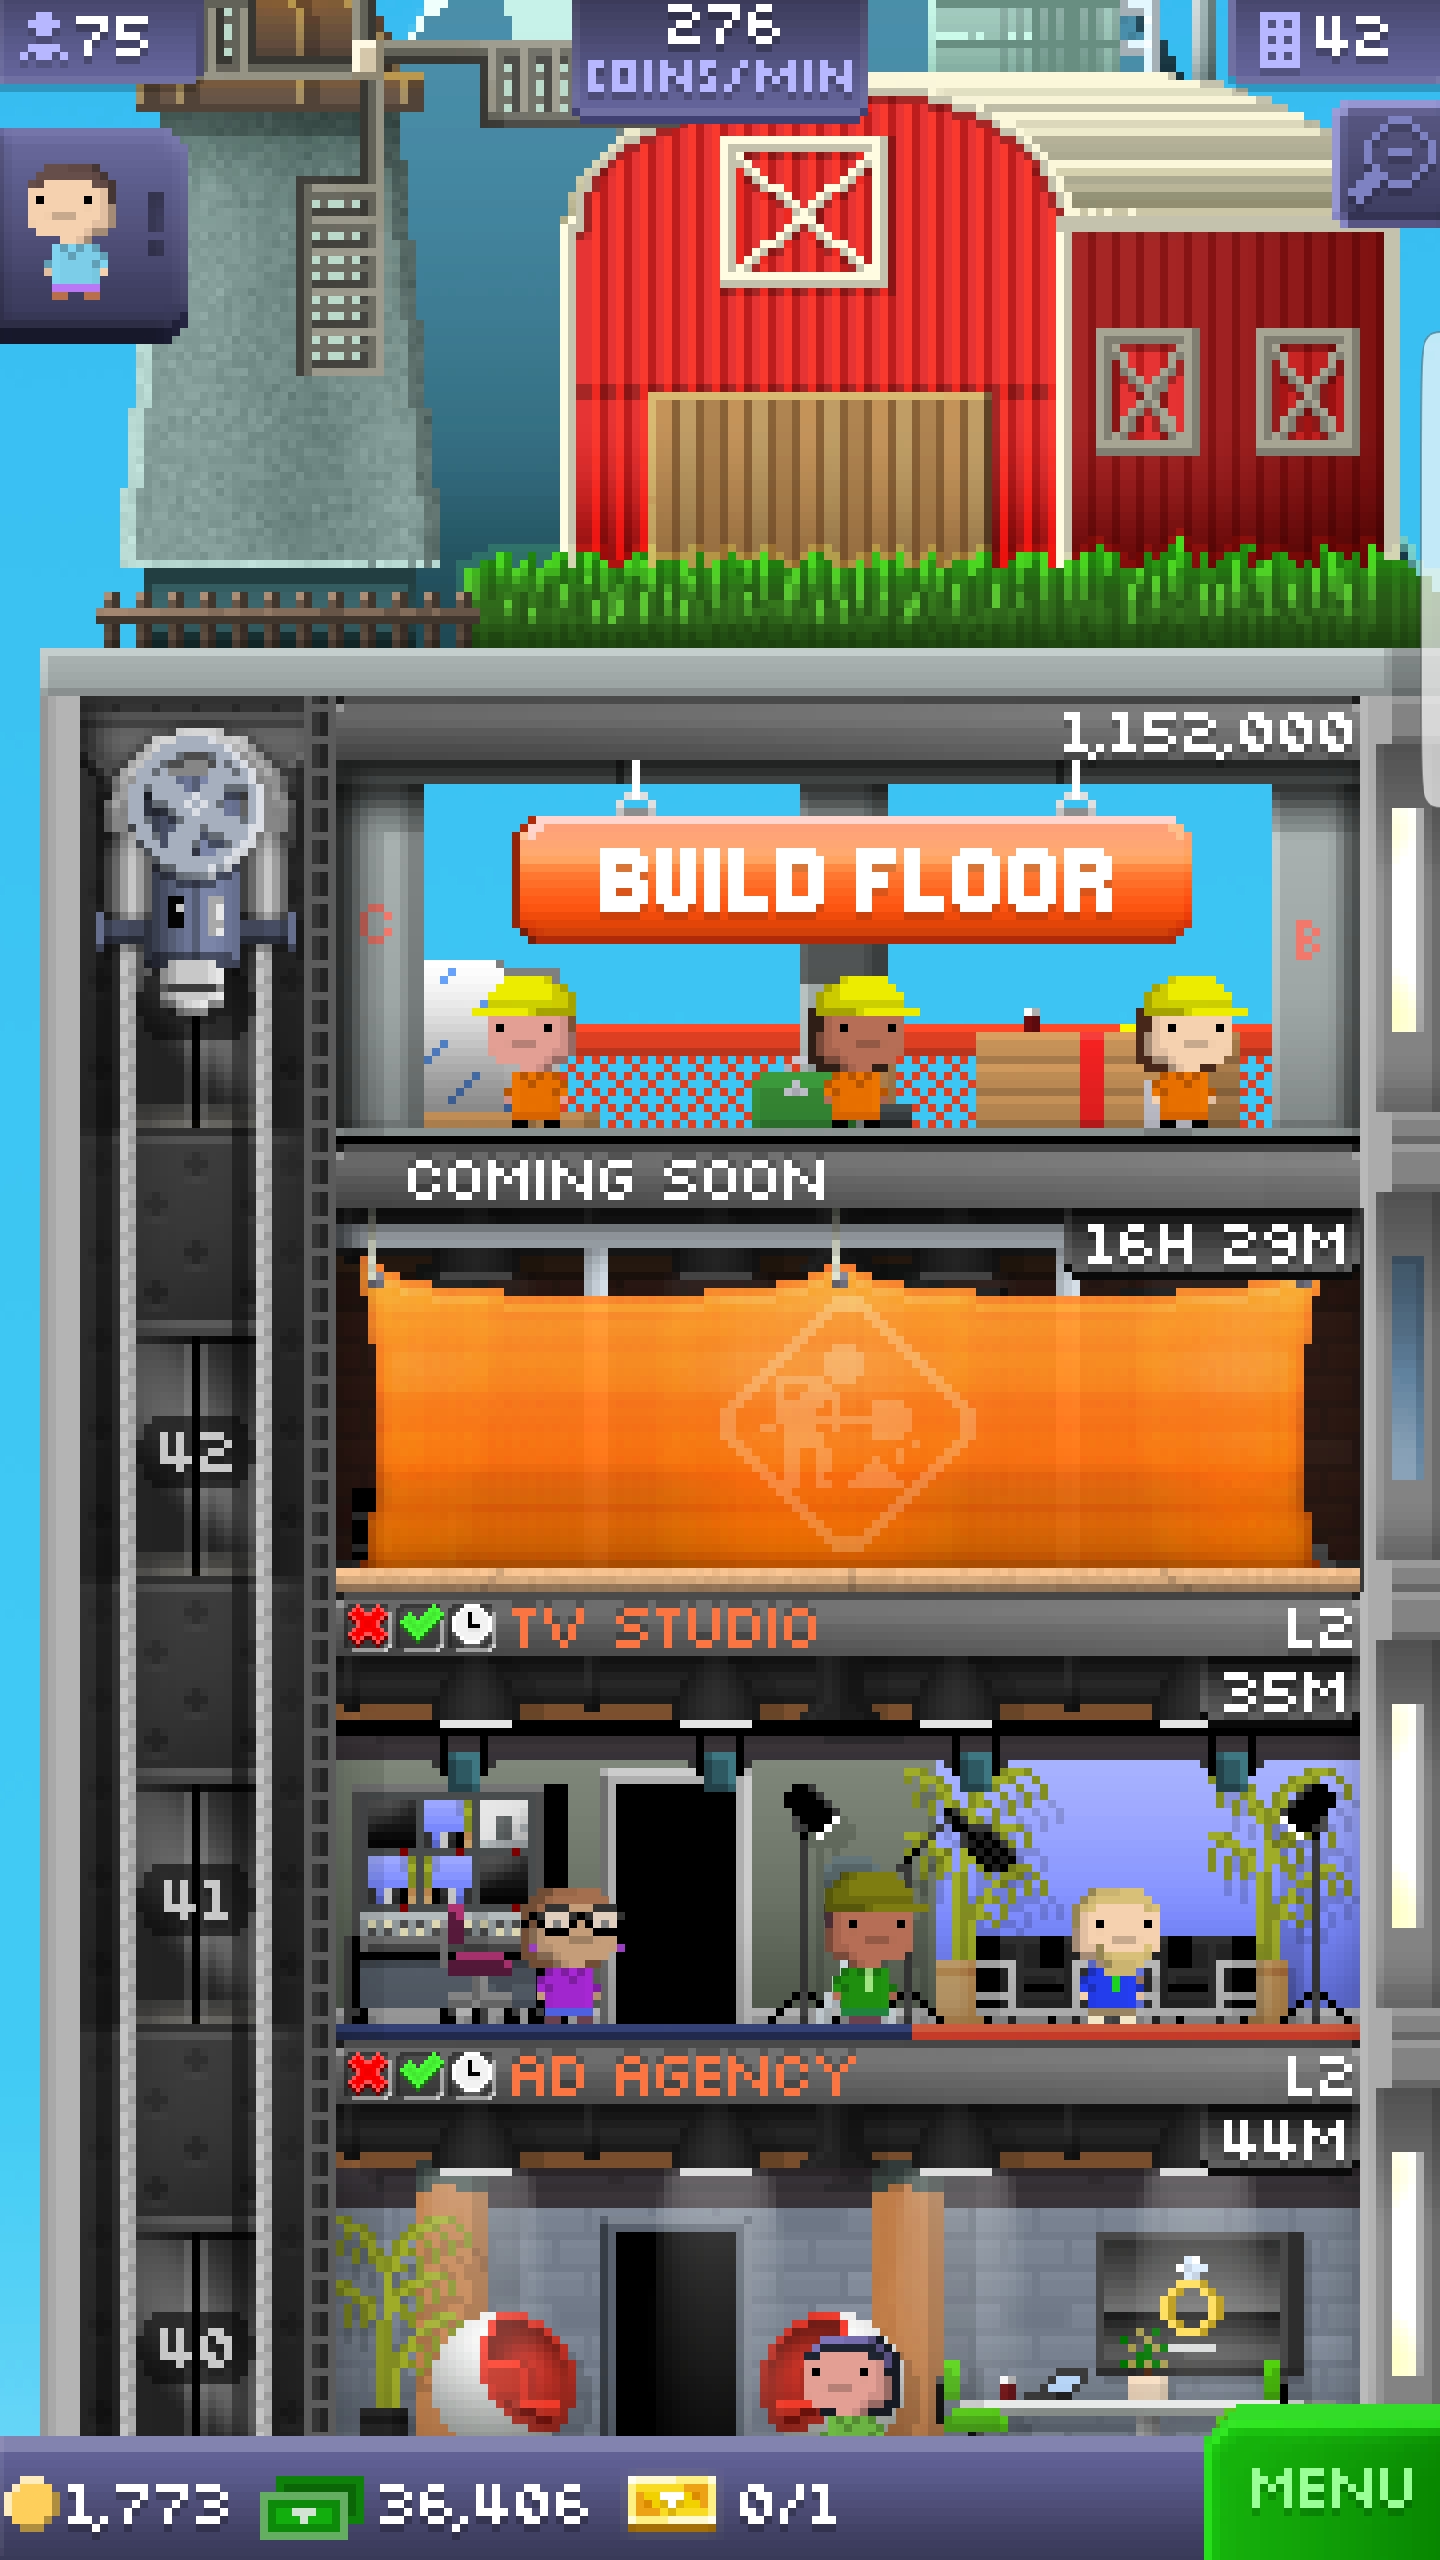 75
276
COINS/MIN
42
!
1,152,000
BUILD FLOOR
C
B
COMING SOON
16H 29M
42
TV STUDIO
L2
35M
41
AD AGENCY
L2
44M
40
1,773
36,406
0/1
MENU